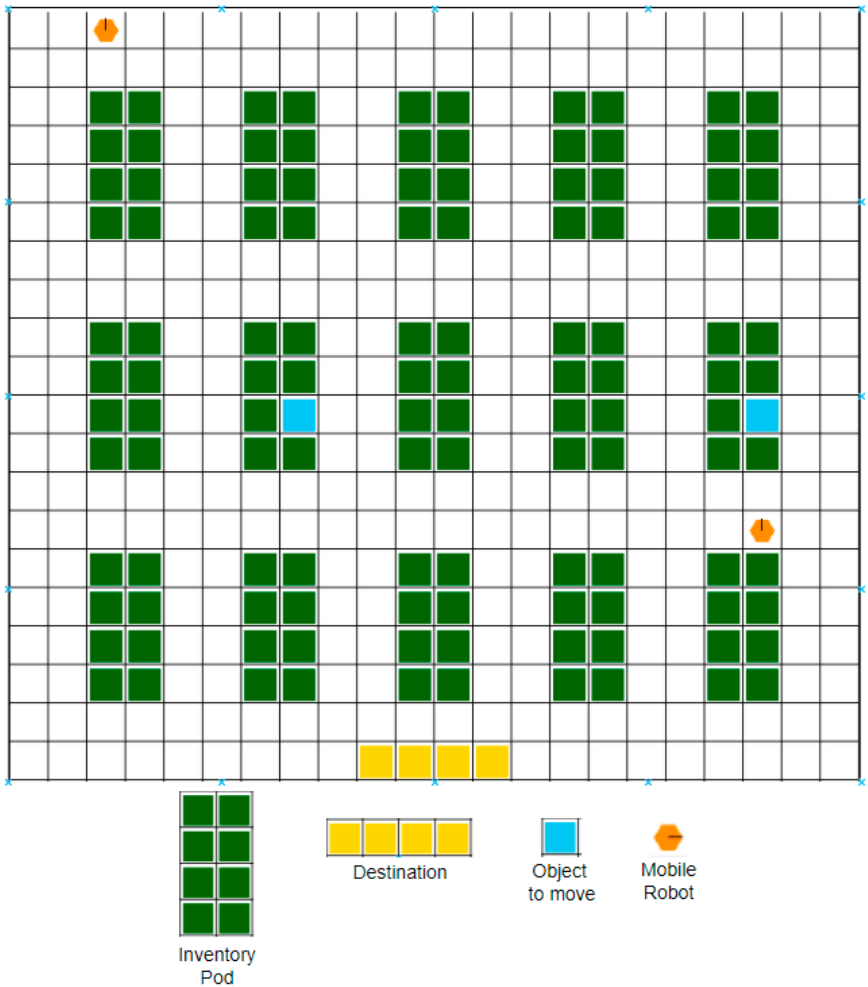 Destination
Object
to move
Mobile
Robot
Inventory
Pod